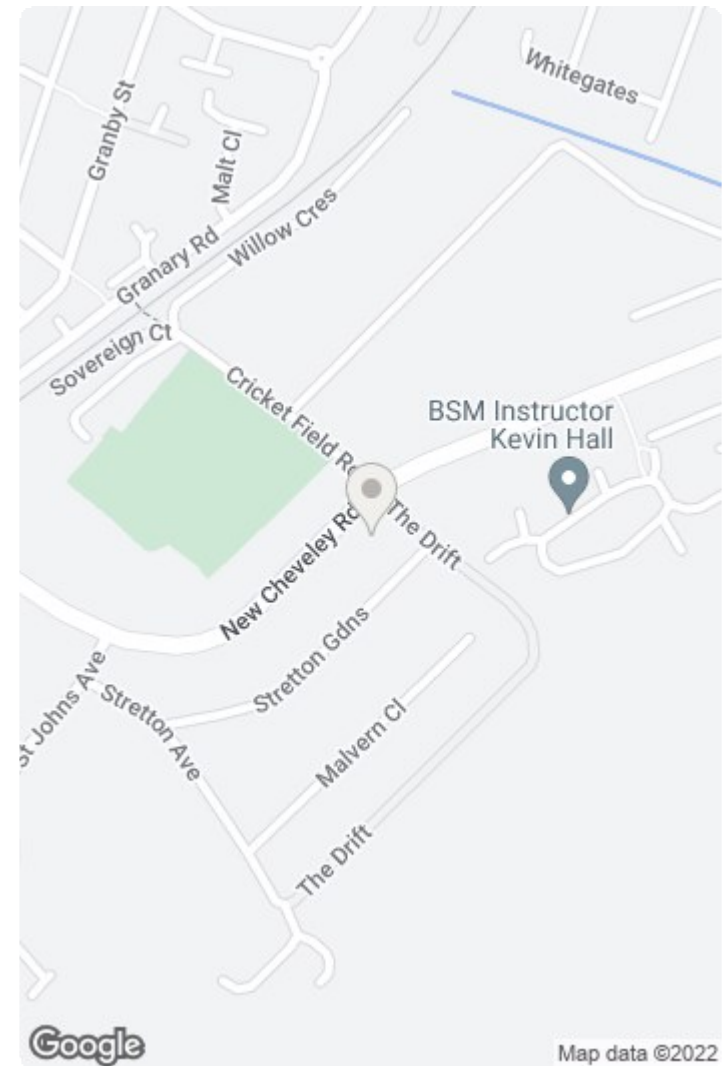 Whitegates
Granby St
Malt Cl
Willow Cres
Granary Rd
Sovereign Ct
Cricket Field R
BSM Instructor
Kevin Hall
The Drift
New Cheveley Rd
Stretton Gdns
St Johns Ave
Stretton Ave
Malvern Cl
The Drift
Google
Map data ©2022